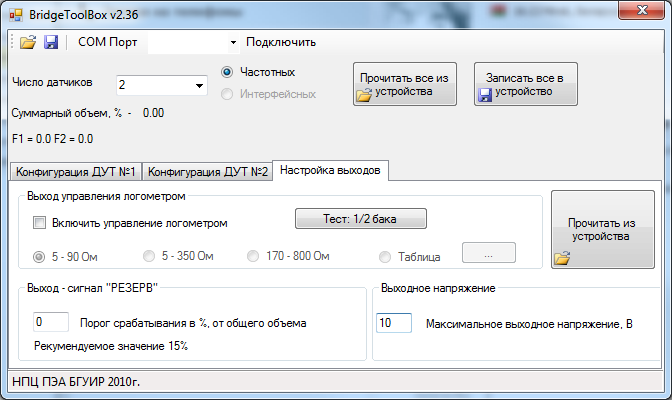 BridgeToolBox v2.36
COM Порт Подключить
Число датчиков 2
Частотных
Интерфейсных
Прочитать все из устройства
Записать все в устройство
Суммарный объем, % - 0.00
F1 = 0.0 F2 = 0.0
Конфигурация ДУТ №1 Конфигурация ДУТ №2 Настройка выходов
Выход управления логометром
Включить управление логометром
Тест: 1/2 бака
5 - 90 Ом 5 - 350 Ом 170 - 800 Ом Таблица ...
Прочитать из устройства
Выход - сигнал "РЕЗЕРВ"
0 Порог срабатывания в %, от общего объема
Рекомендуемое значение 15%
Выходное напряжение
10 Максимальное выходное напряжение, В
НПЦ ПЭА БГУИР 2010г.